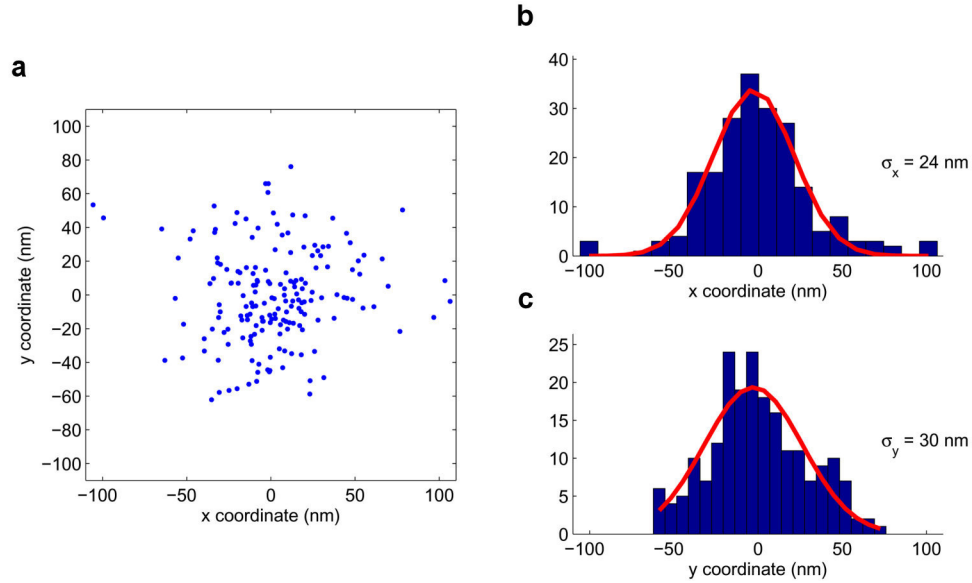 a
100
80
60
40
20
0
−20
−40
−60
−80
−100
y coordinate (nm)
−100 −50 0 50 100
x coordinate (nm)
b
40
30
20
10
0
σx = 24 nm
−100 −50 0 50 100
x coordinate (nm)
c
25
20
15
10
5
0
σy = 30 nm
−100 −50 0 50 100
y coordinate (nm)